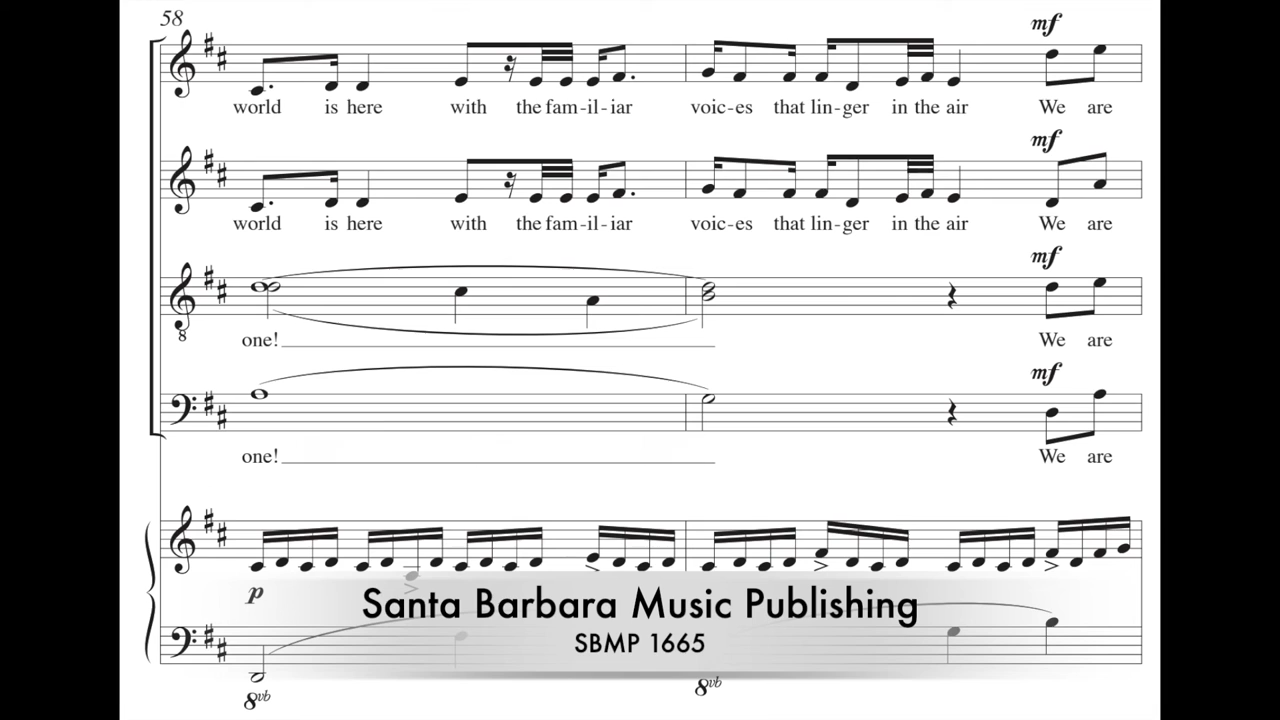 58
mf
world is here with the fam-il-iar voic-es that lin-ger in the air We are
mf
world is here with the fam-il-iar voic-es that lin-ger in the air We are
mf
8
one! We are
mf
one! We are
p
Santa Barbara Music Publishing
SBMP 1665
8vb 8vb